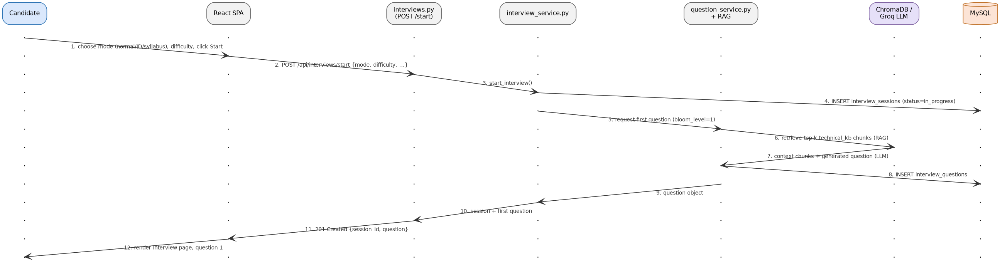 Candidate
React SPA
interviews.py
(POST /start)
interview_service.py
question_service.py
+ RAG
ChromaDB /
Groq LLM
MySQL
1. choose mode (normal/JD/syllabus), difficulty, click Start
2. POST /api/interviews/start {mode, difficulty, ...}
3. start_interview()
4. INSERT interview_sessions (status=in_progress)
5. request first question (bloom_level=1)
6. retrieve top-k technical_kb chunks (RAG)
7. context chunks + generated question (LLM)
8. INSERT interview_questions
9. question object
10. session + first question
11. 201 Created {session_id, question}
12. render interview page, question 1